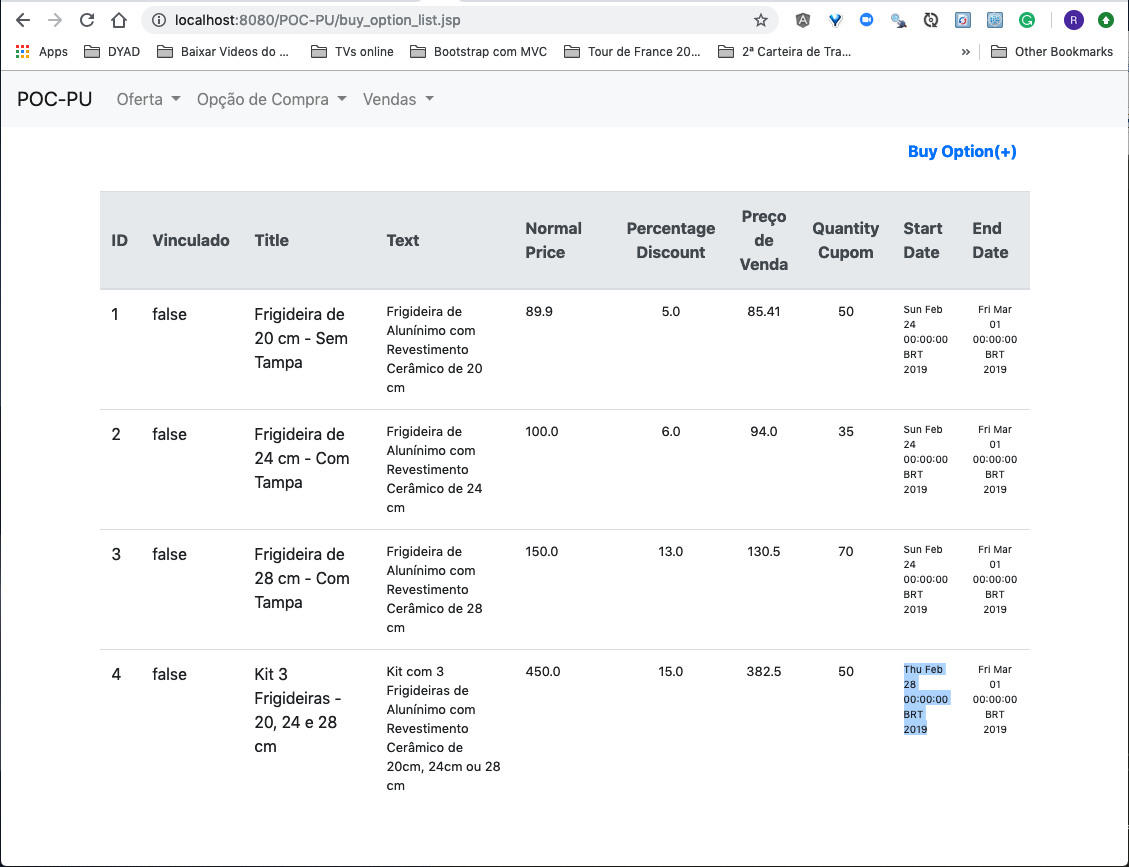 localhost:8080/POC-PU/buy_option_list.jsp
R
Apps DYAD Baixar Videos do ... TVs online Bootstrap com MVC Tour de France 20... 2ª Carteira de Tra... » Other Bookmarks
POC-PU Oferta Opção de Compra Vendas
Buy Option(+)
ID Vinculado Title Text Normal Price Percentage Discount Preço de Venda Quantity Cupom Start Date End Date
1 false Frigideira de 89.9 5.0 85.41 50
20 cm - Sem
Tampa
Frigideira de
Alunínimo com
Revestimento
Cerâmico de 20
cm
Sun Feb
24
00:00:00
BRT
2019
Fri Mar
01
00:00:00
BRT
2019
2 false Frigideira de 100.0 6.0 94.0 35
24 cm - Com
Tampa
Frigideira de
Alunínimo com
Revestimento
Cerâmico de 24
cm
Sun Feb
24
00:00:00
BRT
2019
Fri Mar
01
00:00:00
BRT
2019
3 false Frigideira de 150.0 13.0 130.5 70
28 cm - Com
Tampa
Frigideira de
Alunínimo com
Revestimento
Cerâmico de 28
cm
Sun Feb
24
00:00:00
BRT
2019
Fri Mar
01
00:00:00
BRT
2019
4 false Kit 3 450.0 15.0 382.5 50
Frigideiras -
20, 24 e 28
cm
Kit com 3
Frigideiras de
Alunínimo com
Revestimento
Cerâmico de
20cm, 24cm ou 28
cm
Thu Feb
28
00:00:00
BRT
2019
Fri Mar
01
00:00:00
BRT
2019